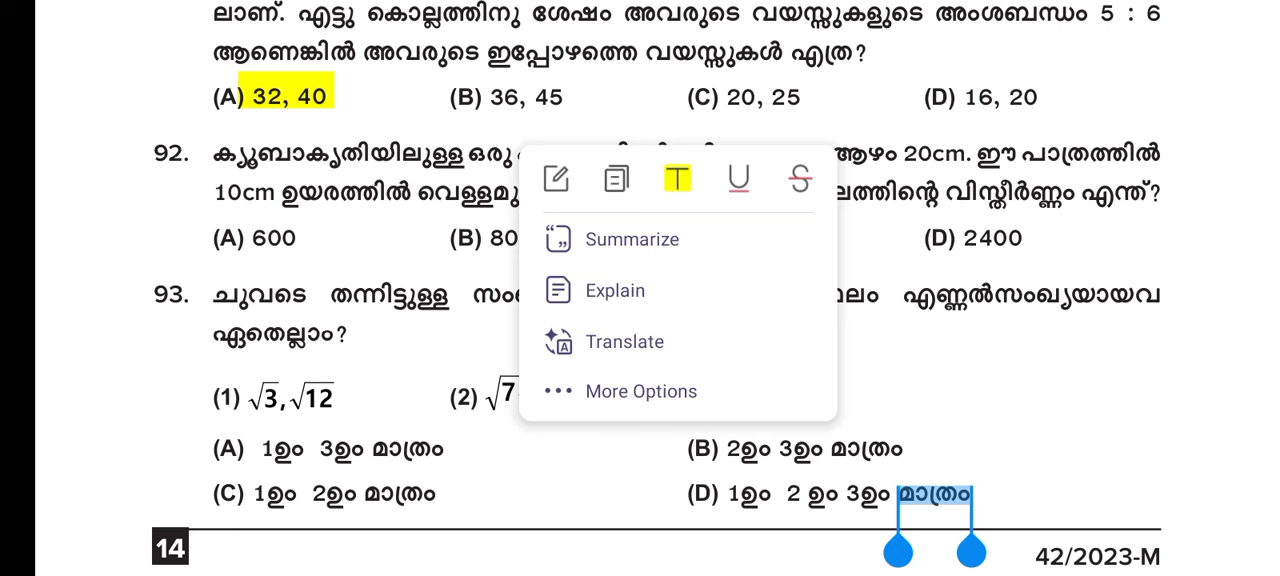 ലാണ്. എട്ടു കൊല്ലത്തിനു ശേഷം അവരുടെ വയസ്സുകളുടെ അംശബന്ധം 5 : 6
ആണെങ്കിൽ അവരുടെ ഇപ്പോഴത്തെ വയസ്സുകൾ എത്ര?
(A) 32, 40 (B) 36, 45 (C) 20, 25 (D) 16, 20
92. ക്യൂബാകൃതിയിലുള്ള ഒരു ആഴം 20cm. ഈ പാത്രത്തിൽ
10cm ഉയരത്തിൽ വെള്ളമു ലത്തിന്റെ വിസ്തീർണ്ണം എന്ത്?
(A) 600 (B) 80 (D) 2400
93. ചുവടെ തന്നിട്ടുള്ള സം ലം എണ്ണൽസംഖ്യയായവ
ഏതെല്ലാം?
(1) √3, √12 (2) √7
(A) 1ഉം 3ഉം മാത്രം (B) 2ഉം 3ഉം മാത്രം
(C) 1ഉം 2ഉം മാത്രം (D) 1ഉം 2 ഉം 3ഉം മാത്രം
14 42/2023-M
T U S
Summarize
Explain
Translate
More Options